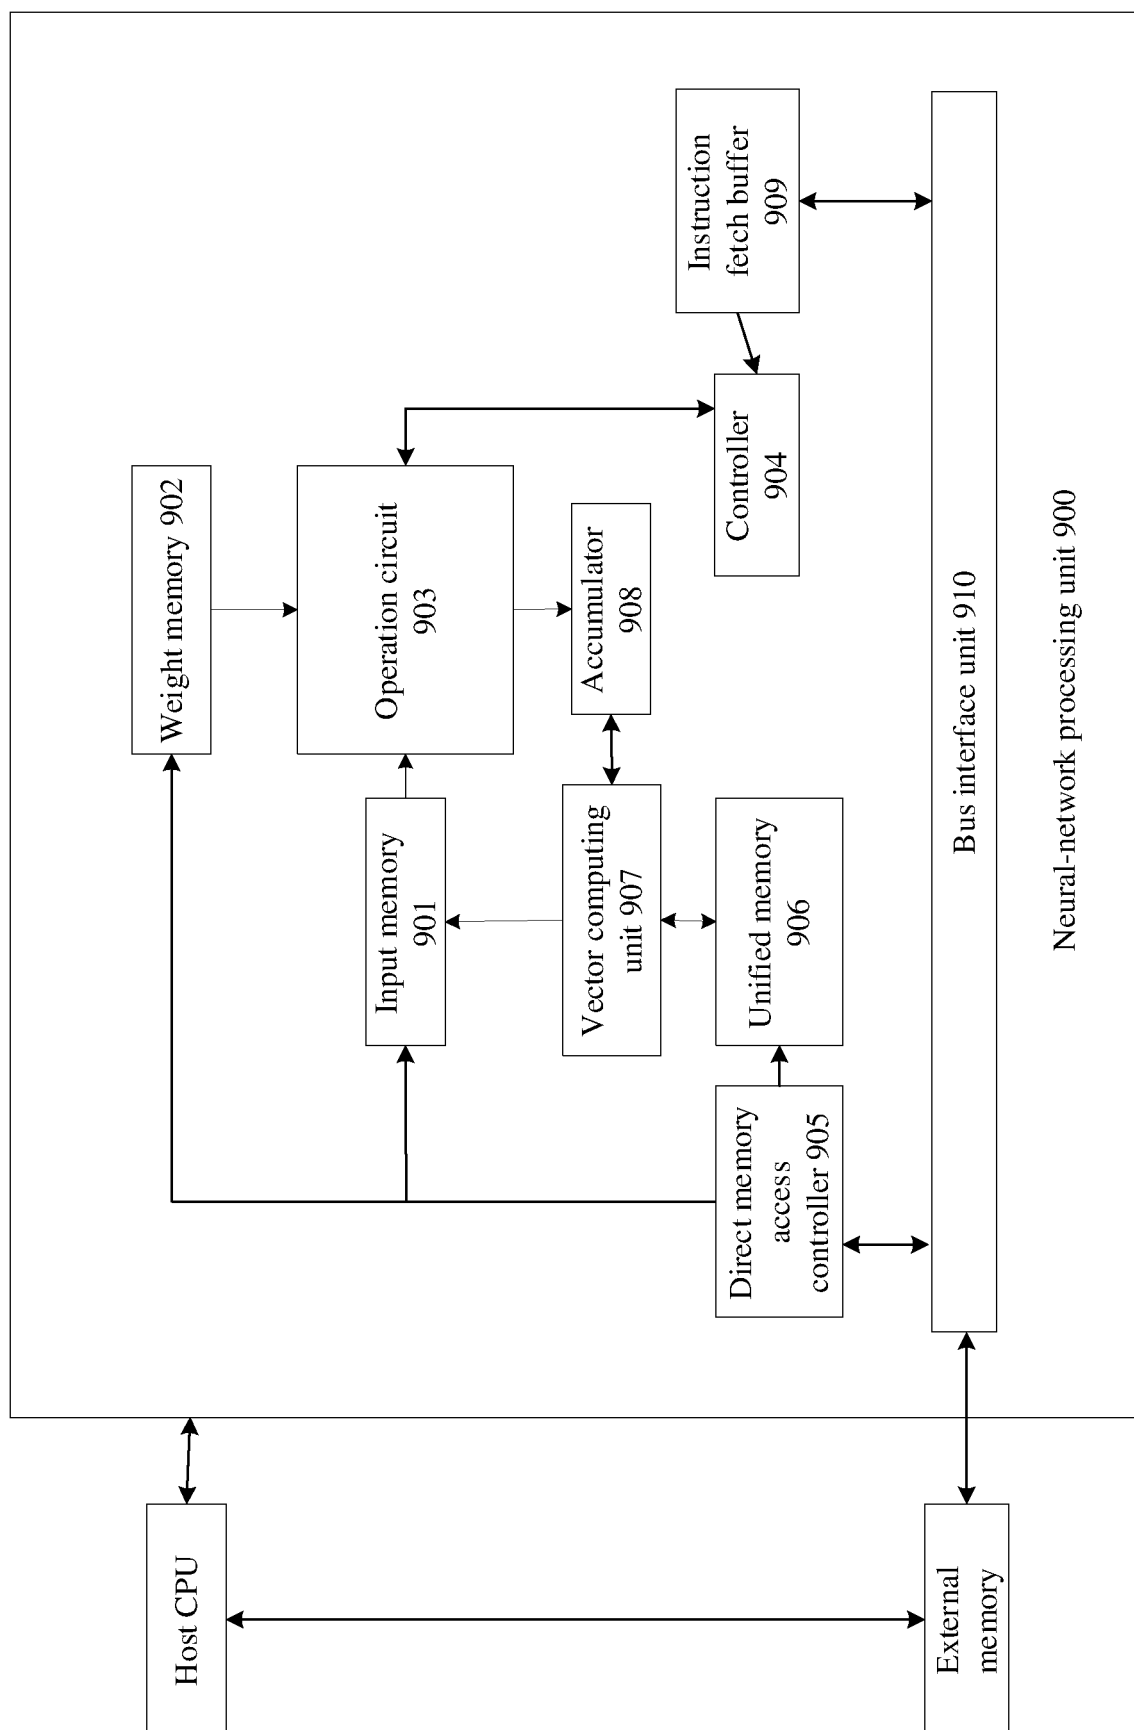 Host CPU
External
memory
Weight memory 902
Input memory
901
Operation circuit
903
Vector computing
unit 907
Accumulator
908
Direct memory
access
controller 905
Unified memory
906
Controller
904
Instruction
fetch buffer
909
Bus interface unit 910
Neural-network processing unit 900